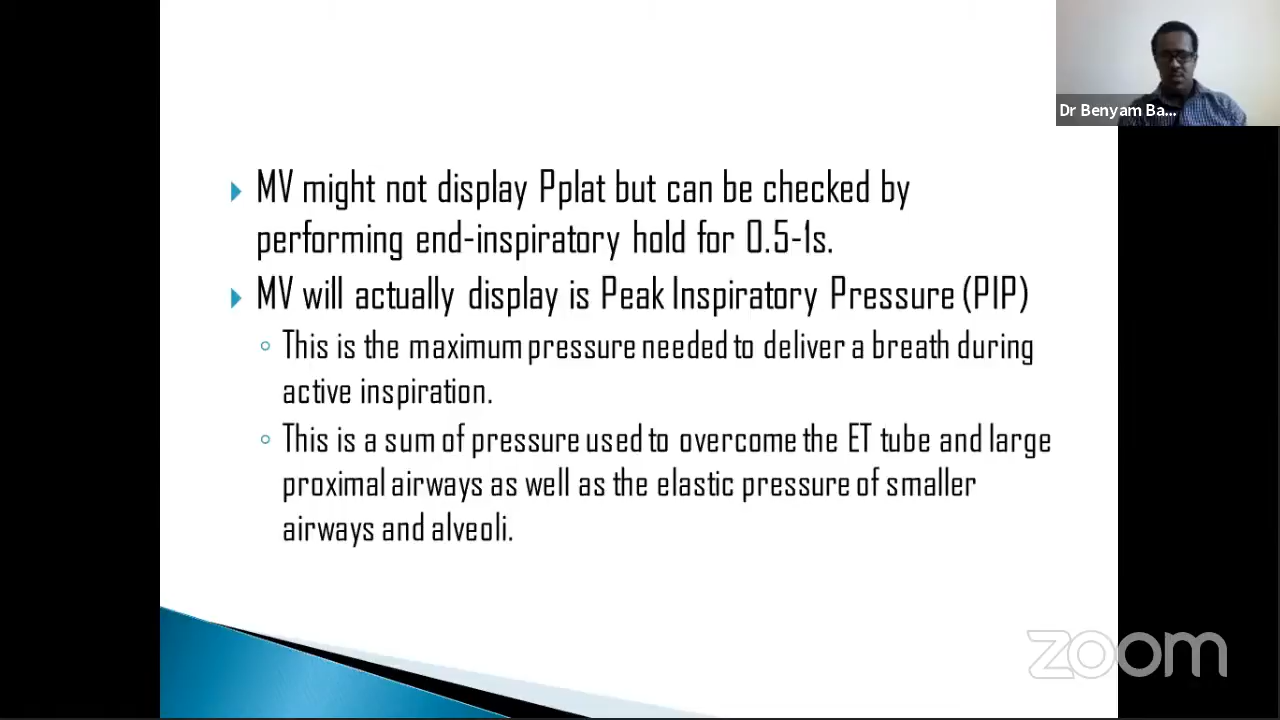 Dr Benyam Ba...
MV might not display Pplat but can be checked by
performing end-inspiratory hold for 0.5-1s.
MV will actually display is Peak Inspiratory Pressure (PIP)
This is the maximum pressure needed to deliver a breath during
active inspiration.
This is a sum of pressure used to overcome the ET tube and large
proximal airways as well as the elastic pressure of smaller
airways and alveoli.
zoom